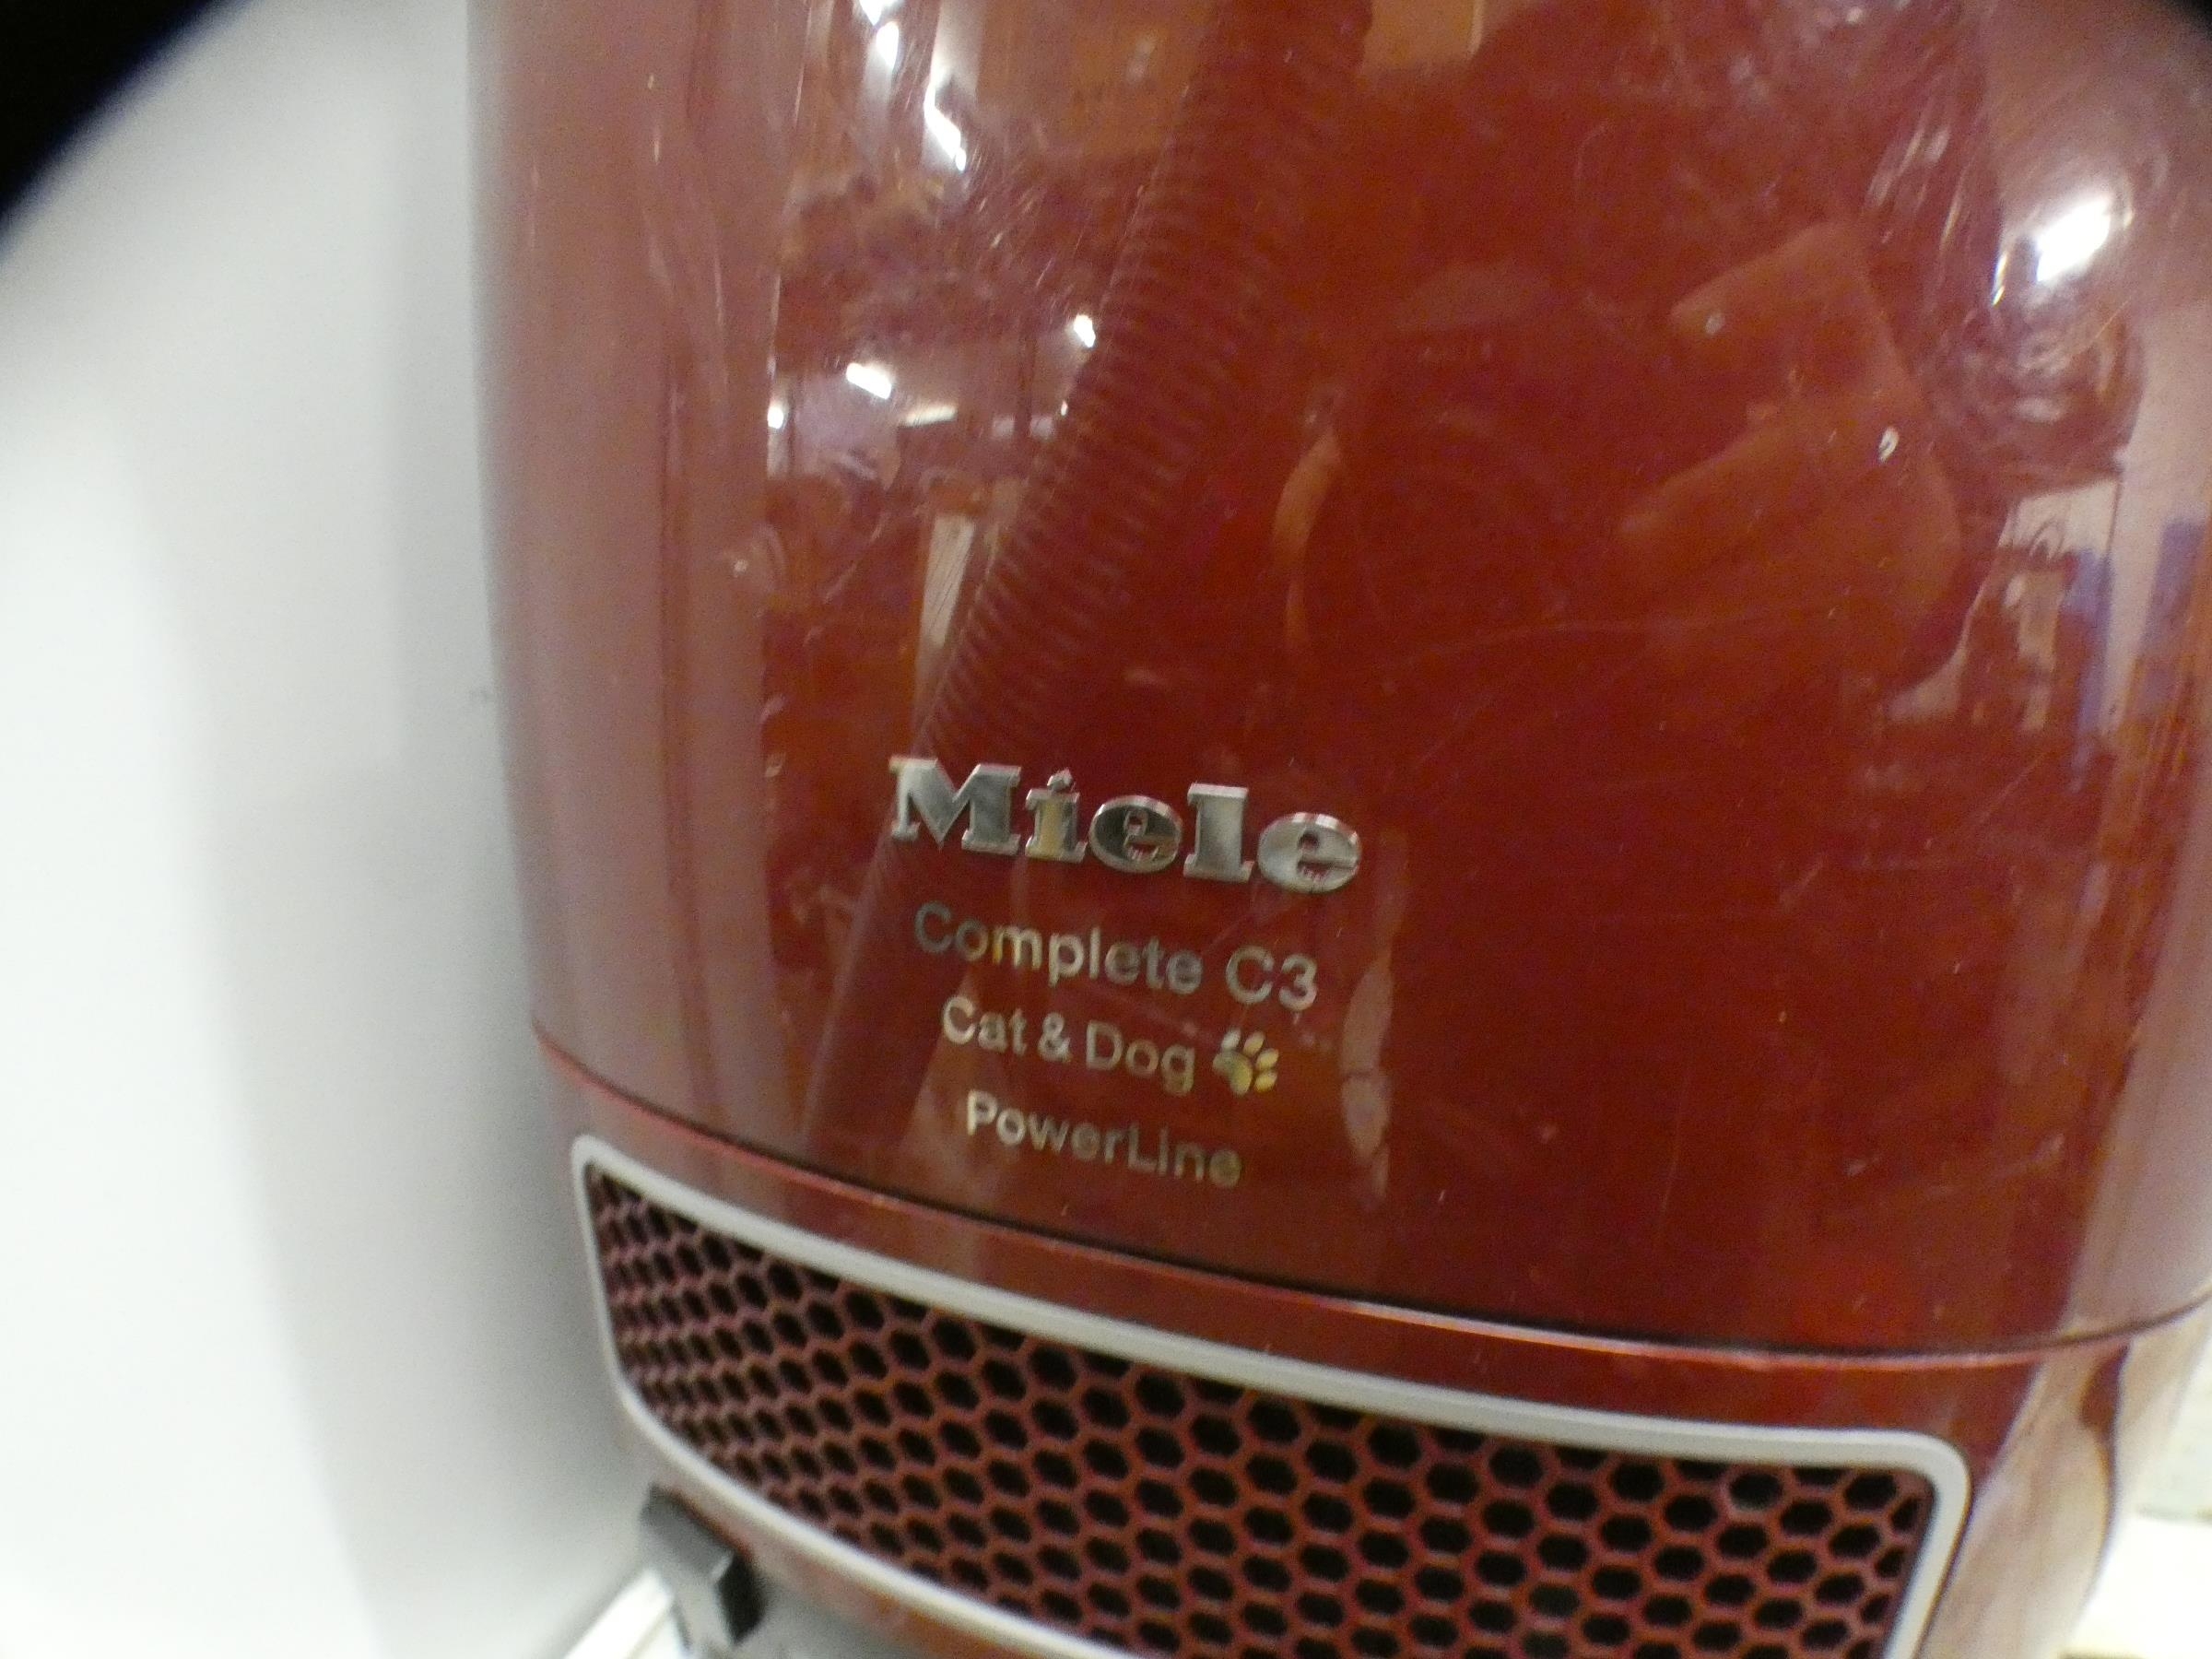 Miele
Complete C3
Cat & Dog
PowerLine